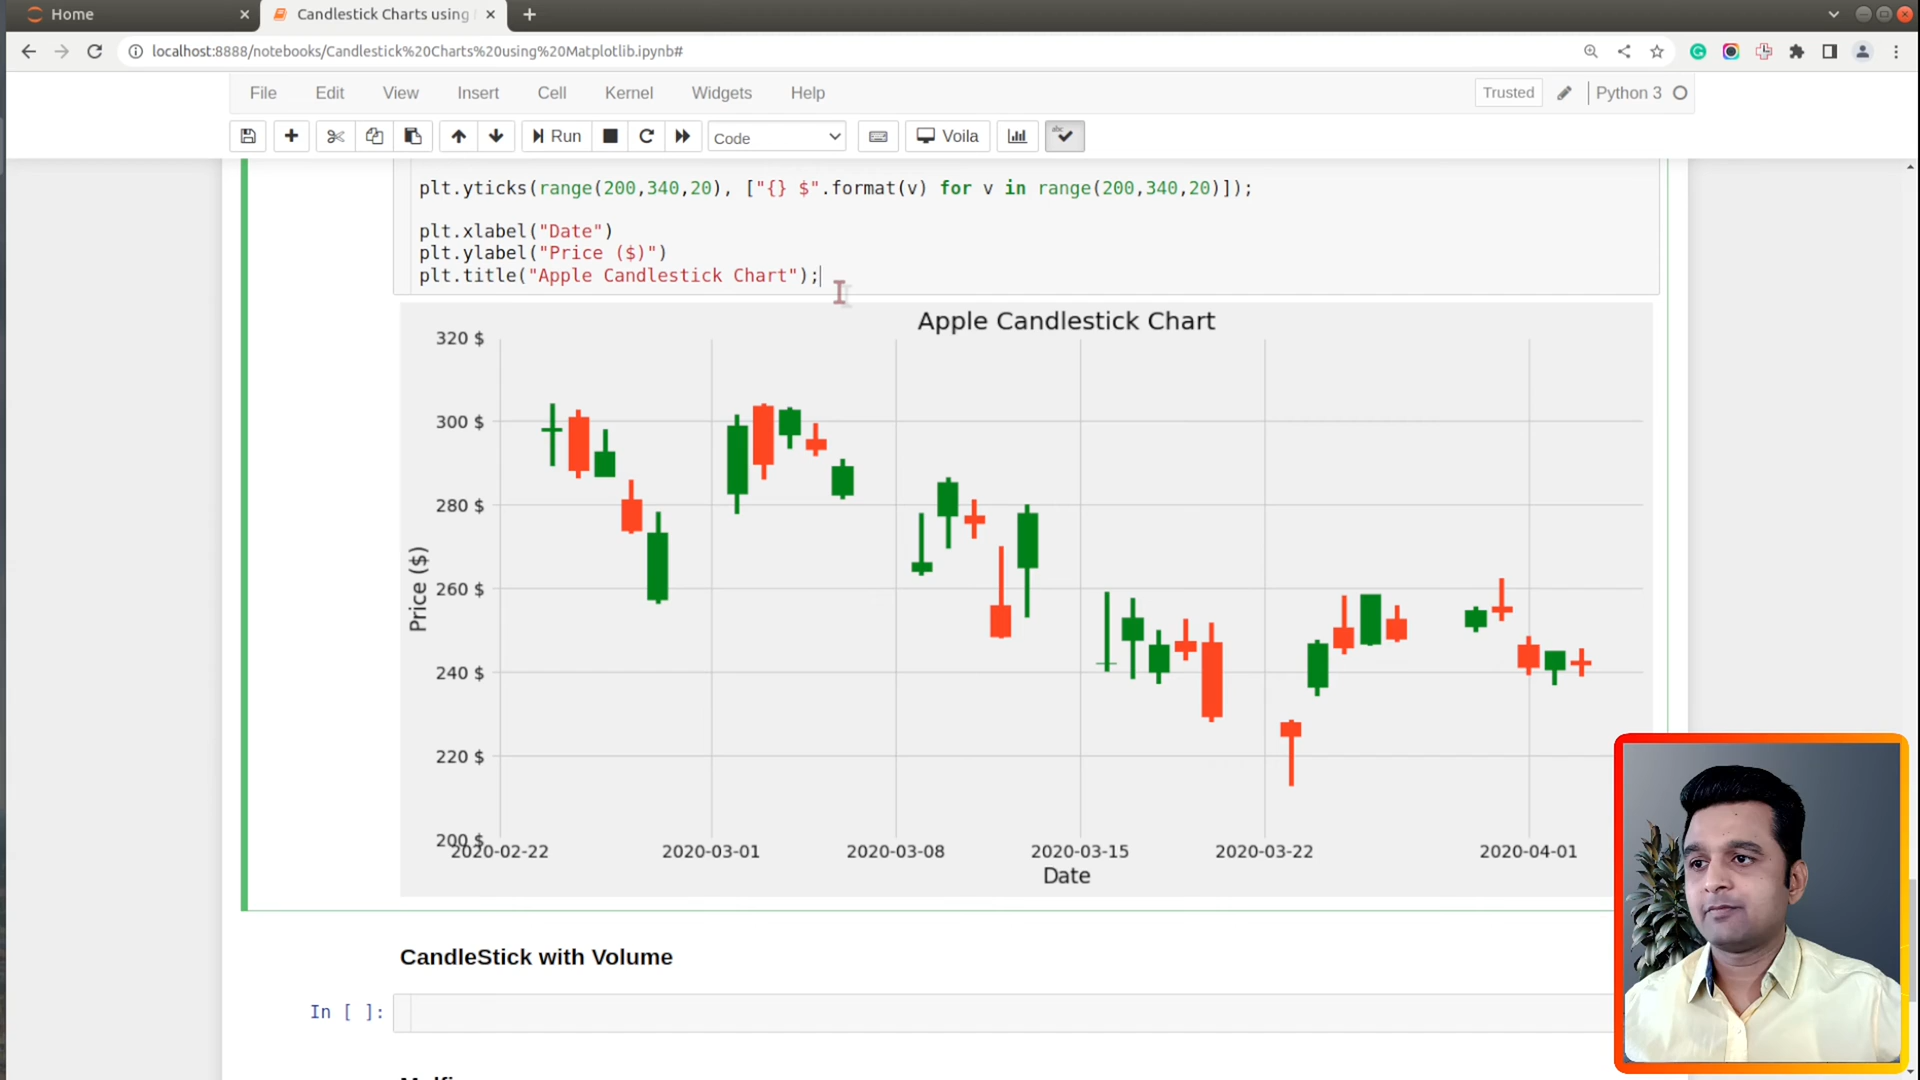 Home
Candlestick Charts using
localhost:8888/notebooks/Candlestick%20Charts%20using%20Matplotlib.ipynb#
File Edit View Insert Cell Kernel Widgets Help Trusted Python 3
Run Code Voila
plt.yticks(range(200,340,20), ["{} $".format(v) for v in range(200,340,20)]);
plt.xlabel("Date")
plt.ylabel("Price ($)")
plt.title("Apple Candlestick Chart");
Apple Candlestick Chart
320 $
300 $
280 $
260 $
240 $
220 $
200 $
Price ($)
2020-02-22 2020-03-01 2020-03-08 2020-03-15 2020-03-22 2020-04-01
Date
CandleStick with Volume
In [ ]: